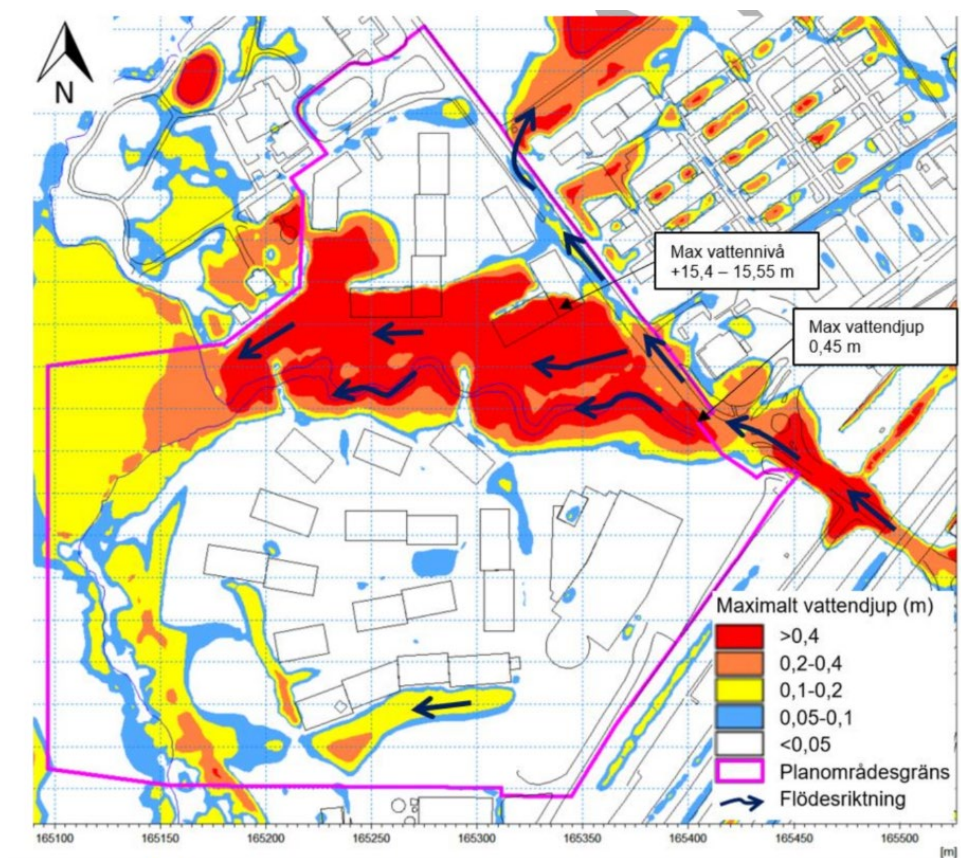 N
Max vattennivå
+15,4 – 15,55 m
Max vattendjup
0,45 m
Maximalt vattendjup (m)
>0,4
0,2-0,4
0,1-0,2
0,05-0,1
<0,05
Planområdesgräns
Flödesriktning
165100 165150 165200 165250 165300 165350 165400 165450 165500
[m]